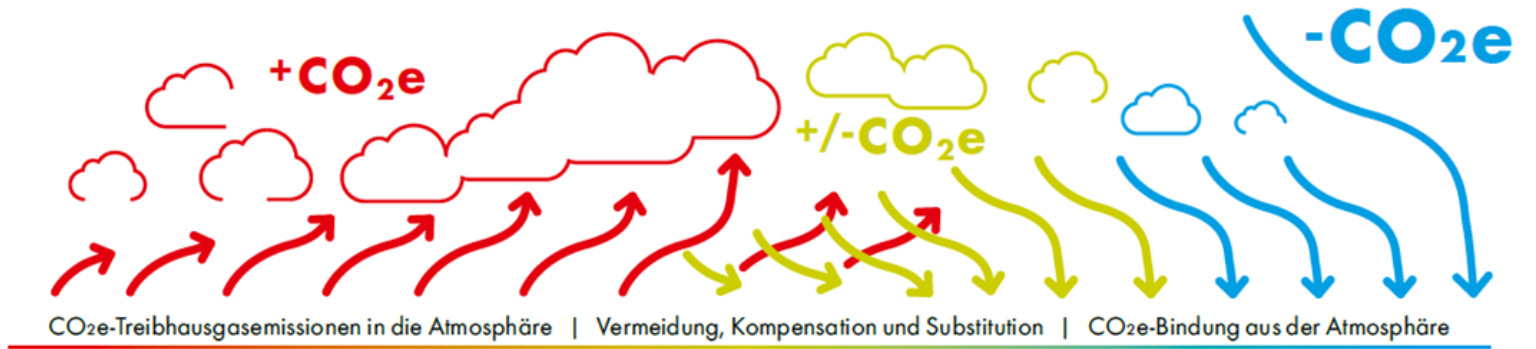 +CO₂e
+/-CO₂e
-CO₂e
CO₂e-Treibhausgasemissionen in die Atmosphäre | Vermeidung, Kompensation und Substitution | CO₂e-Bindung aus der Atmosphäre